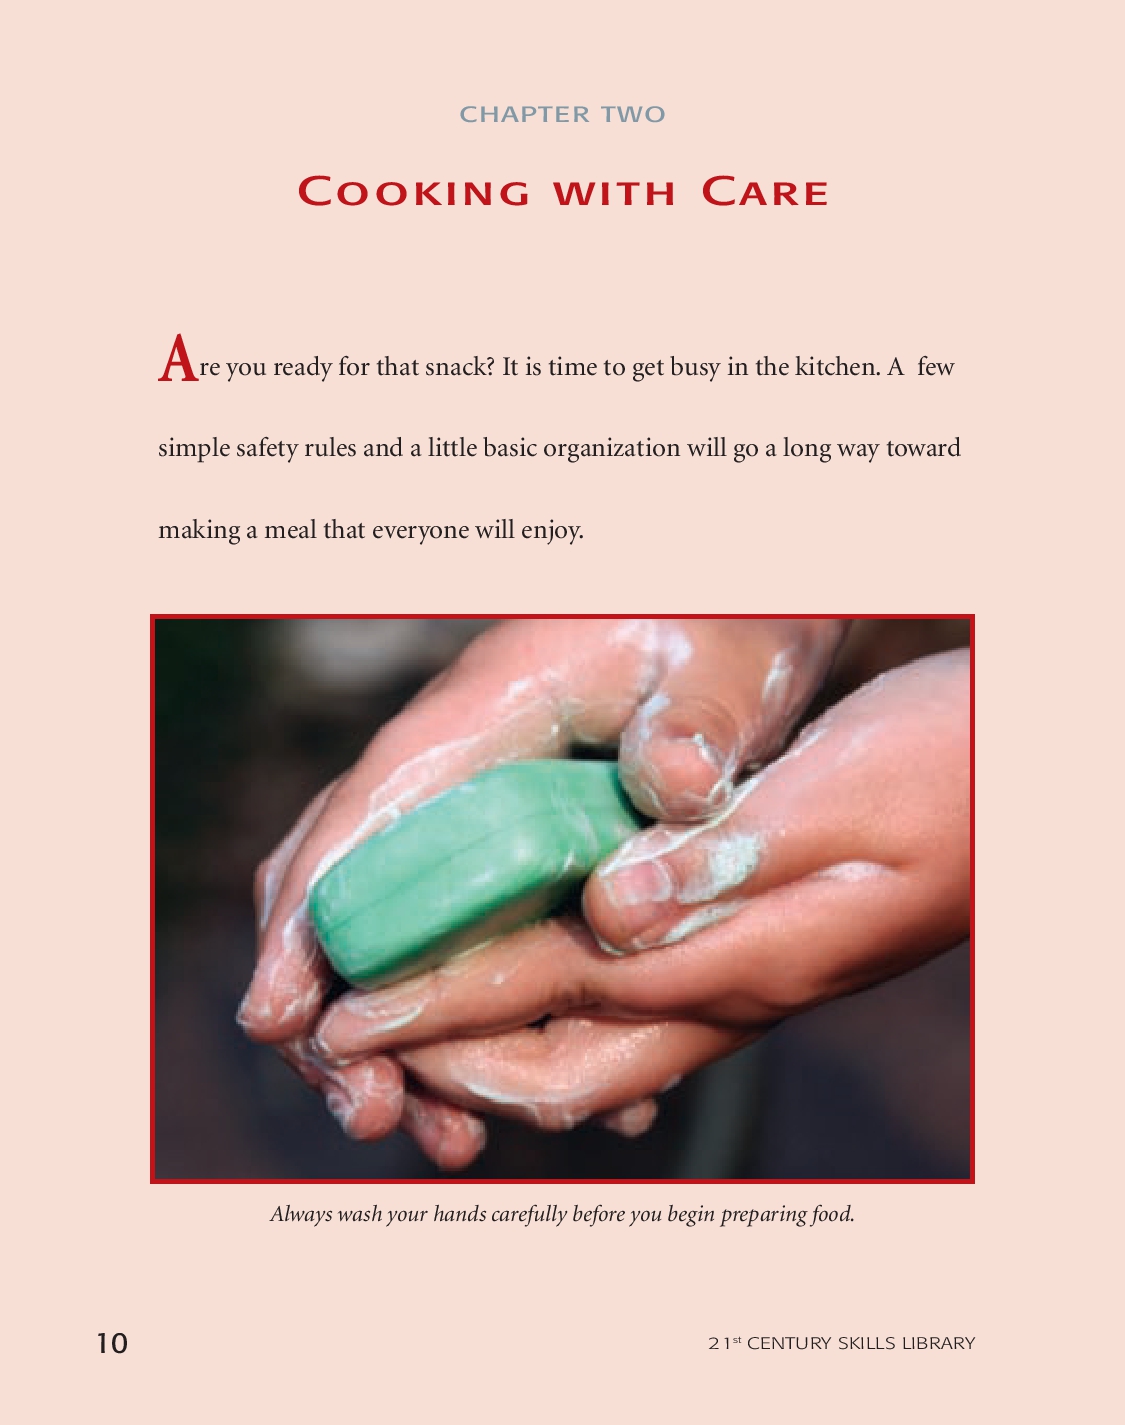 CHAPTER TWO
COOKING WITH CARE
Are you ready for that snack? It is time to get busy in the kitchen. A few
simple safety rules and a little basic organization will go a long way toward
making a meal that everyone will enjoy.
Always wash your hands carefully before you begin preparing food.
10
21st CENTURY SKILLS LIBRARY